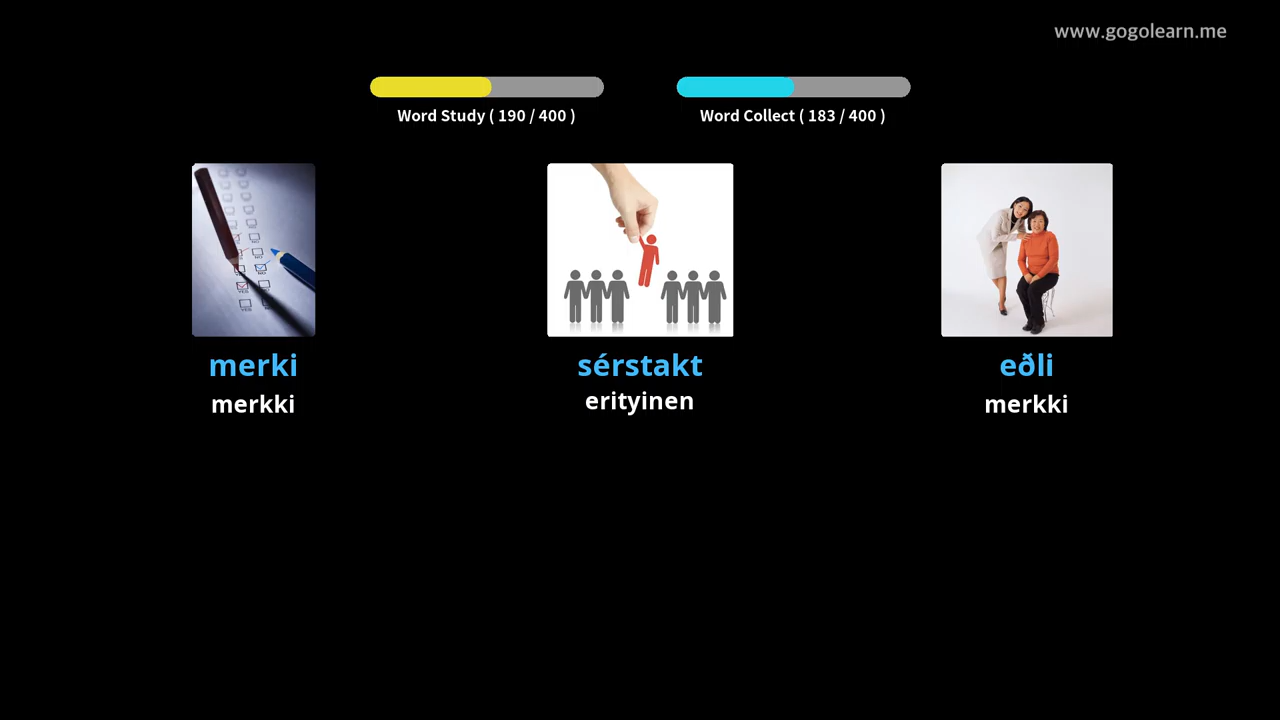 www.gogolearn.me
Word Study ( 190 / 400 )
Word Collect ( 183 / 400 )
merki
merkki
sérstakt
erityinen
eðli
merkki